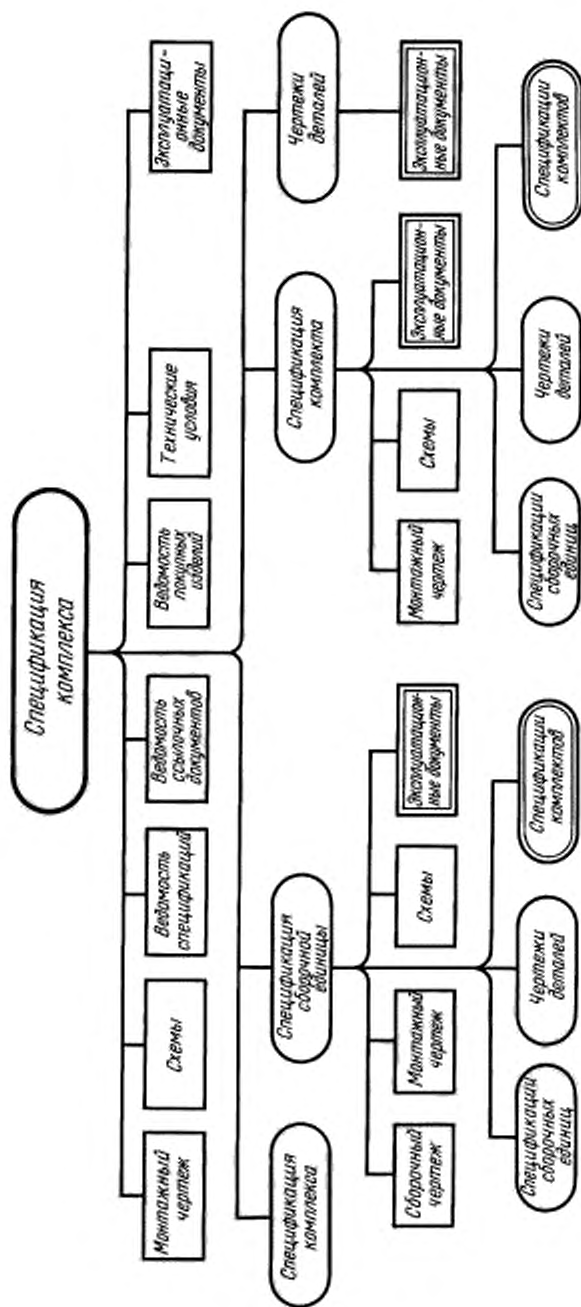 Спецификация
комплекса
Монтажный
чертеж
Схемы
Ведомость
спецификаций
Ведомость
ссылочных
документов
Ведомость
покупных
изделий
Технические
условия
Эксплуатаци-
онные
документы
Спецификация
комплекса
Спецификация
сборочной
единицы
Спецификация
комплекта
Чертежи
деталей
Сборочный
чертеж
Монтажный
чертеж
Схемы
Эксплуатацион-
ные документы
Монтажный
чертеж
Схемы
Эксплуатацион-
ные документы
Эксплуатацион-
ные документы
Спецификации
сборочных
единиц
Чертежи
деталей
Спецификации
комплектов
Спецификации
сборочных
единиц
Чертежи
деталей
Спецификации
комплектов